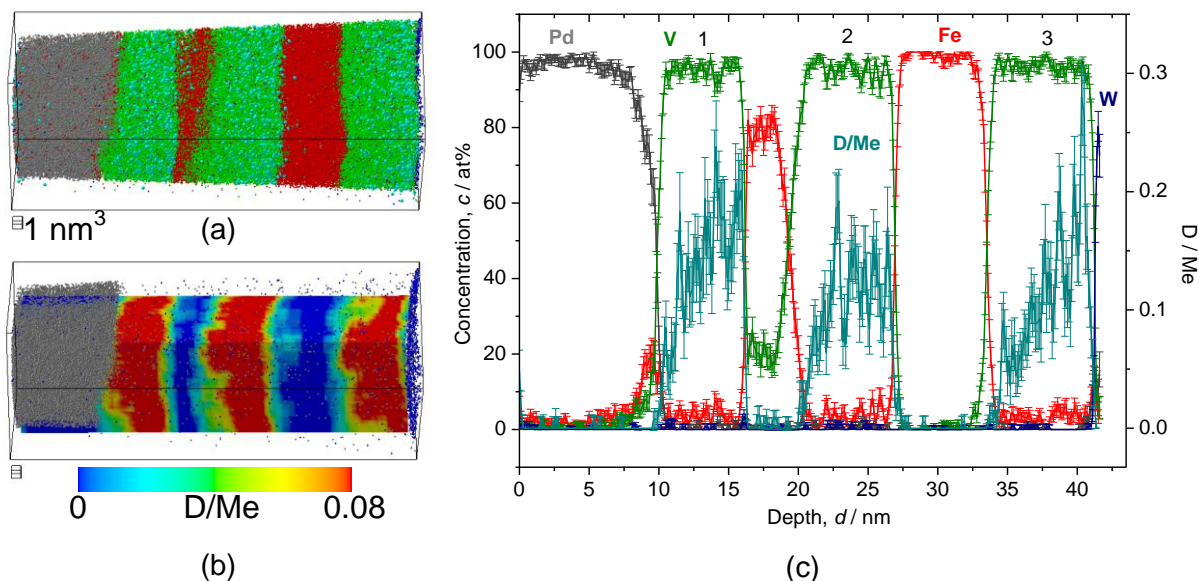 1 nm³
(a)
0
D/Me
0.08
(b)
Pd
V
1
2
Fe
3
W
D/Me
100
80
60
40
20
0
Concentration, c / at%
0.3
0.2
0.1
0.0
D / Me
0 5 10 15 20 25 30 35 40
Depth, d / nm
(c)